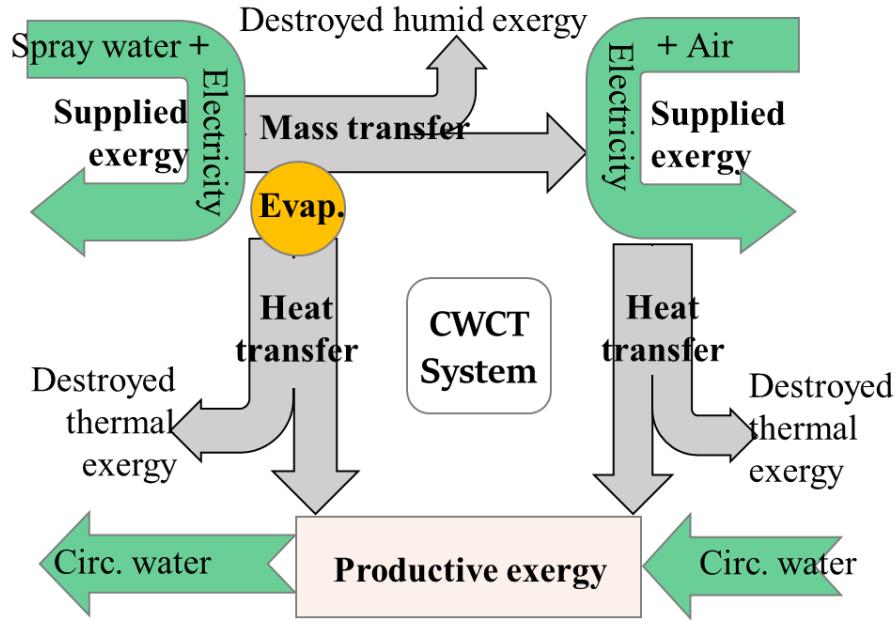 Destroyed humid exergy
Spray water +
Electricity
Supplied
exergy
Mass transfer
+ Air
Electricity
Supplied
exergy
Evap.
Heat
transfer
CWCT
System
Heat
transfer
Destroyed
thermal
exergy
Destroyed
thermal
exergy
Circ. water
Productive exergy
Circ. water